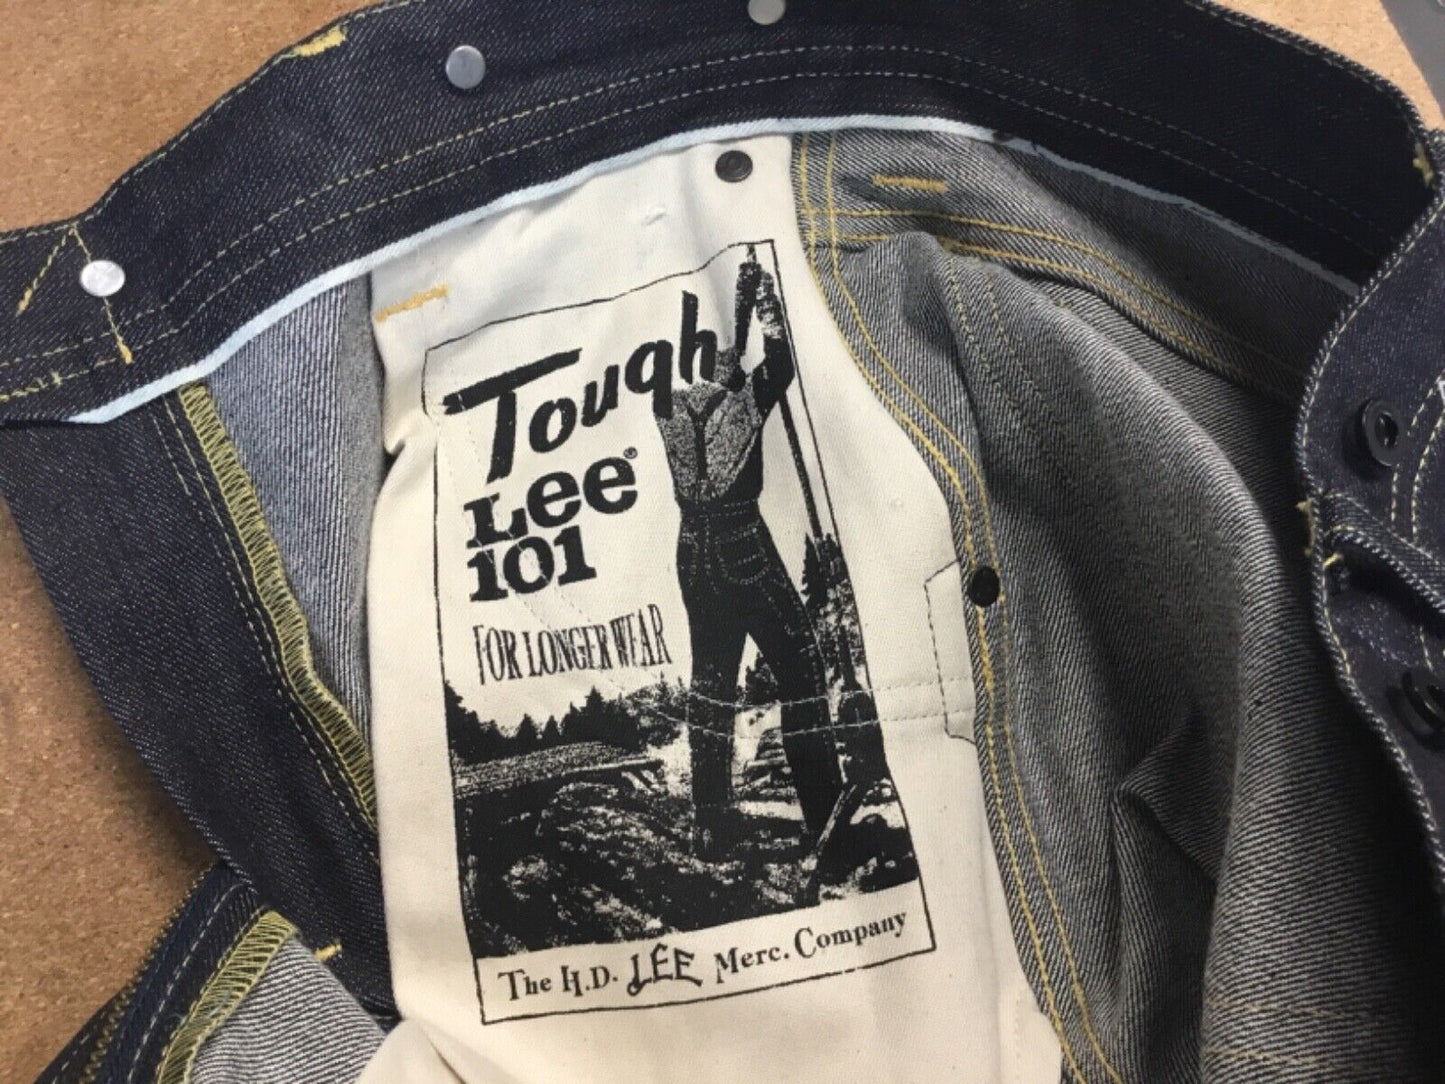 Tough
Lee®
101
FOR LONGER WEAR
The H.D. LEE Merc. Company